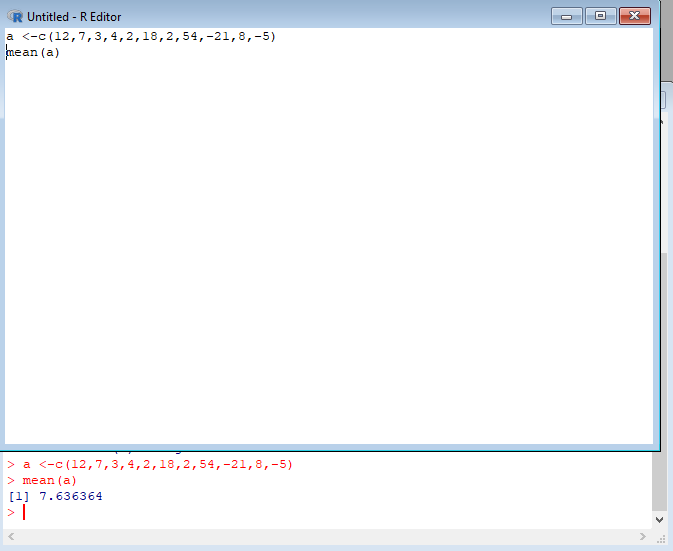 R Untitled - R Editor
a <-c(12,7,3,4,2,18,2,54,-21,8,-5)
mean(a)
> a <-c(12,7,3,4,2,18,2,54,-21,8,-5)
> mean(a)
[1] 7.636364
>